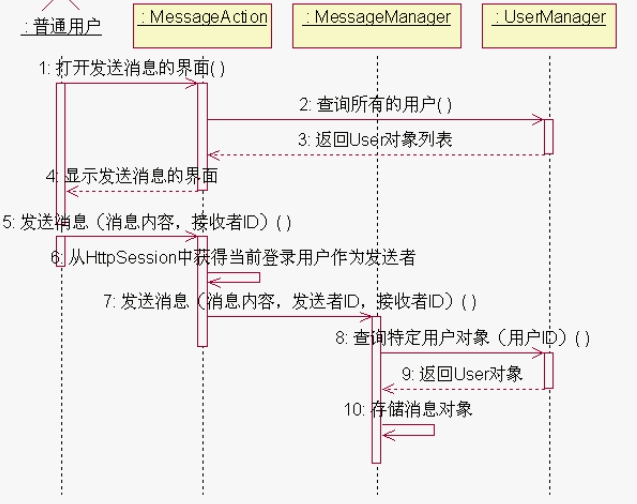 : 普通用户
: MessageAction
: MessageManager
: UserManager
1: 打开发送消息的界面( )
2: 查询所有的用户( )
3: 返回User对象列表
4: 显示发送消息的界面
5: 发送消息（消息内容，接收者ID）( )
6: 从HttpSession中获得当前登录用户作为发送者
7: 发送消息（消息内容，发送者ID，接收者ID）( )
8: 查询特定用户对象（用户ID）( )
9: 返回User对象
10: 存储消息对象